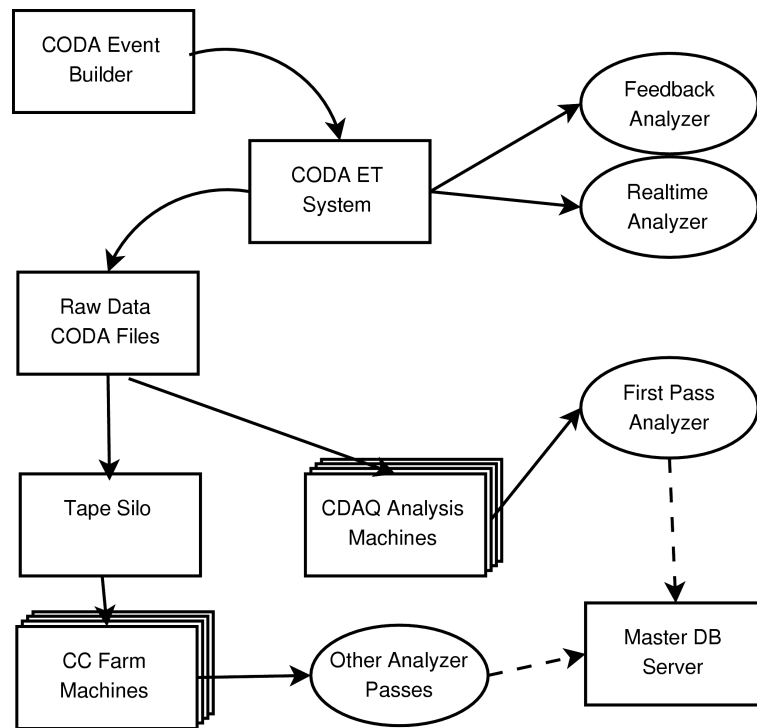 CODA Event
Builder
Feedback
Analyzer
CODA ET
System
Realtime
Analyzer
Raw Data
CODA Files
First Pass
Analyzer
Tape Silo
CDAQ Analysis
Machines
CC Farm
Machines
Other Analyzer
Passes
Master DB
Server